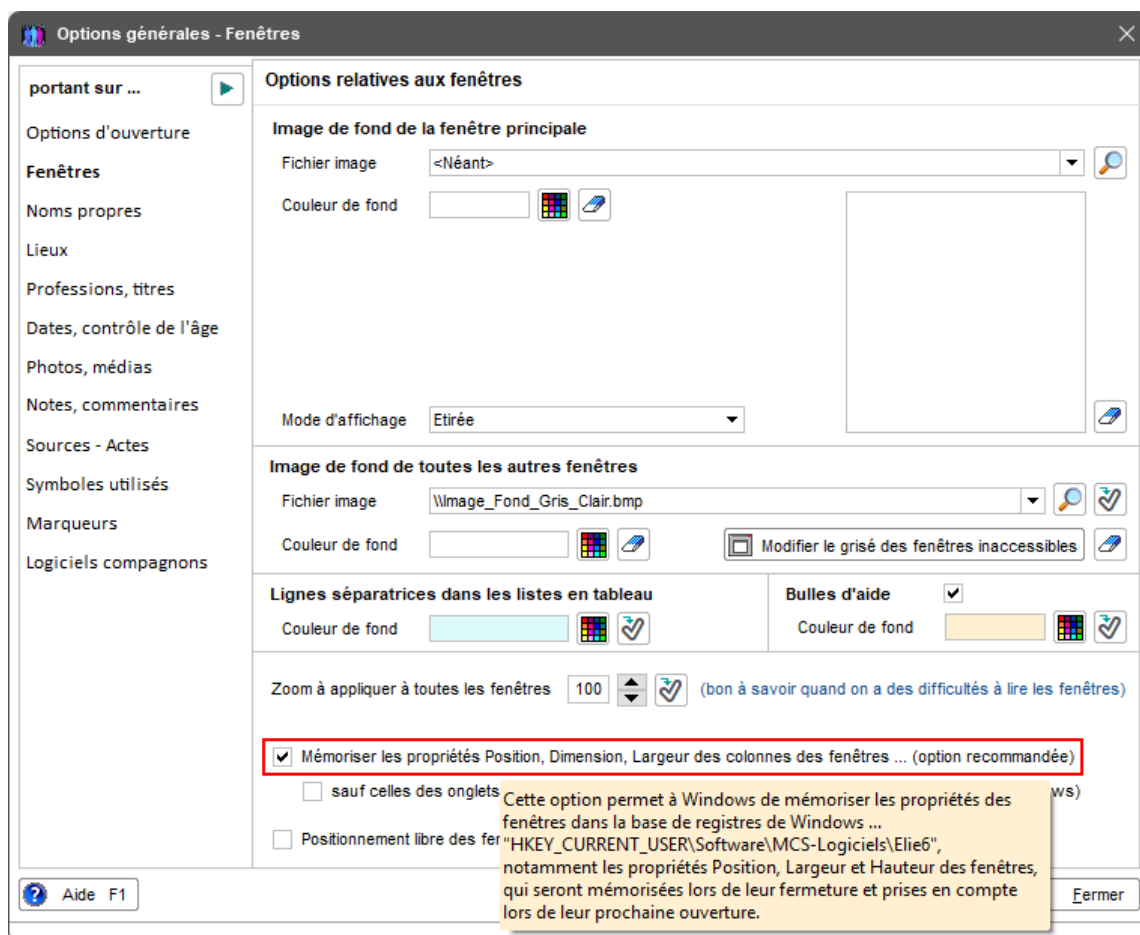 Options générales - Fenêtres
portant sur ...
Options d'ouverture
Fenêtres
Noms propres
Lieux
Professions, titres
Dates, contrôle de l'âge
Photos, médias
Notes, commentaires
Sources - Actes
Symboles utilisés
Marqueurs
Logiciels compagnons
Options relatives aux fenêtres
Image de fond de la fenêtre principale
Fichier image <Néant>
Couleur de fond
Mode d'affichage Etirée
Image de fond de toutes les autres fenêtres
Fichier image \\Image_Fond_Gris_Clair.bmp
Couleur de fond Modifier le grisé des fenêtres inaccessibles
Lignes séparatrices dans les listes en tableau
Couleur de fond
Bulles d'aide
Couleur de fond
Zoom à appliquer à toutes les fenêtres 100 (bon à savoir quand on a des difficultés à lire les fenêtres)
Mémoriser les propriétés Position, Dimension, Largeur des colonnes des fenêtres ... (option recommandée)
sauf celles des onglets ws)
Positionnement libre des fer
Cette option permet à Windows de mémoriser les propriétés des
fenêtres dans la base de registres de Windows ...
"HKEY_CURRENT_USER\Software\MCS-Logiciels\Elie6",
notamment les propriétés Position, Largeur et Hauteur des fenêtres,
qui seront mémorisées lors de leur fermeture et prises en compte
lors de leur prochaine ouverture.
Aide F1
Fermer